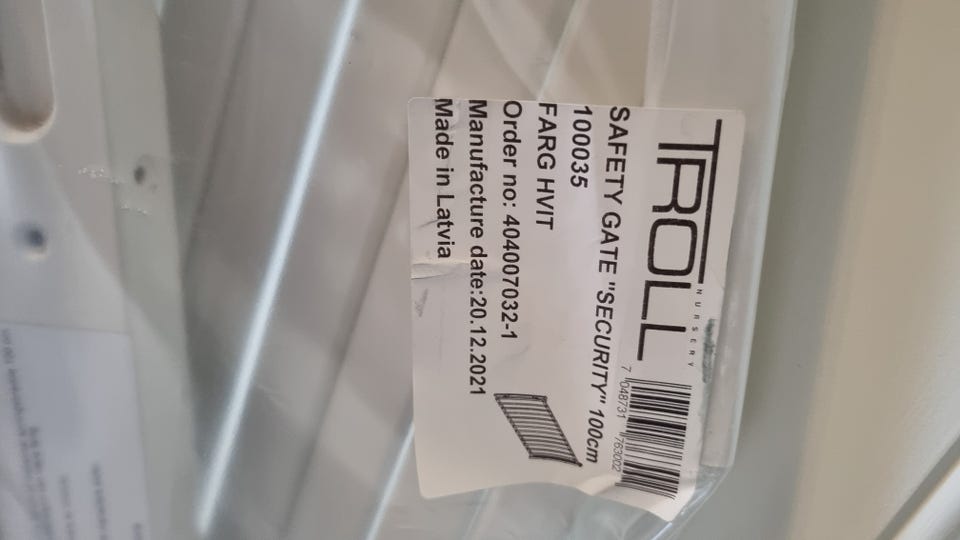 TROLL
NURSERY
7 048731 763002
SAFETY GATE "SECURITY" 100cm
100035
FARG HVIT
Order no: 404007032-1
Manufacture date:20.12.2021
Made in Latvia